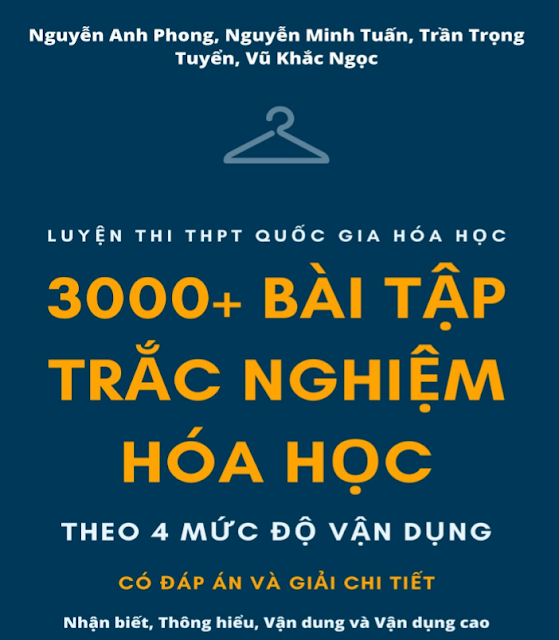 Nguyễn Anh Phong, Nguyễn Minh Tuấn, Trần Trọng
Tuyển, Vũ Khắc Ngọc
LUYỆN THI THPT QUỐC GIA HÓA HỌC
3000+ BÀI TẬP
TRẮC NGHIỆM
HÓA HỌC
THEO 4 MỨC ĐỘ VẬN DỤNG
CÓ ĐÁP ÁN VÀ GIẢI CHI TIẾT
Nhận biết, Thông hiểu, Vận dung và Vận dụng cao